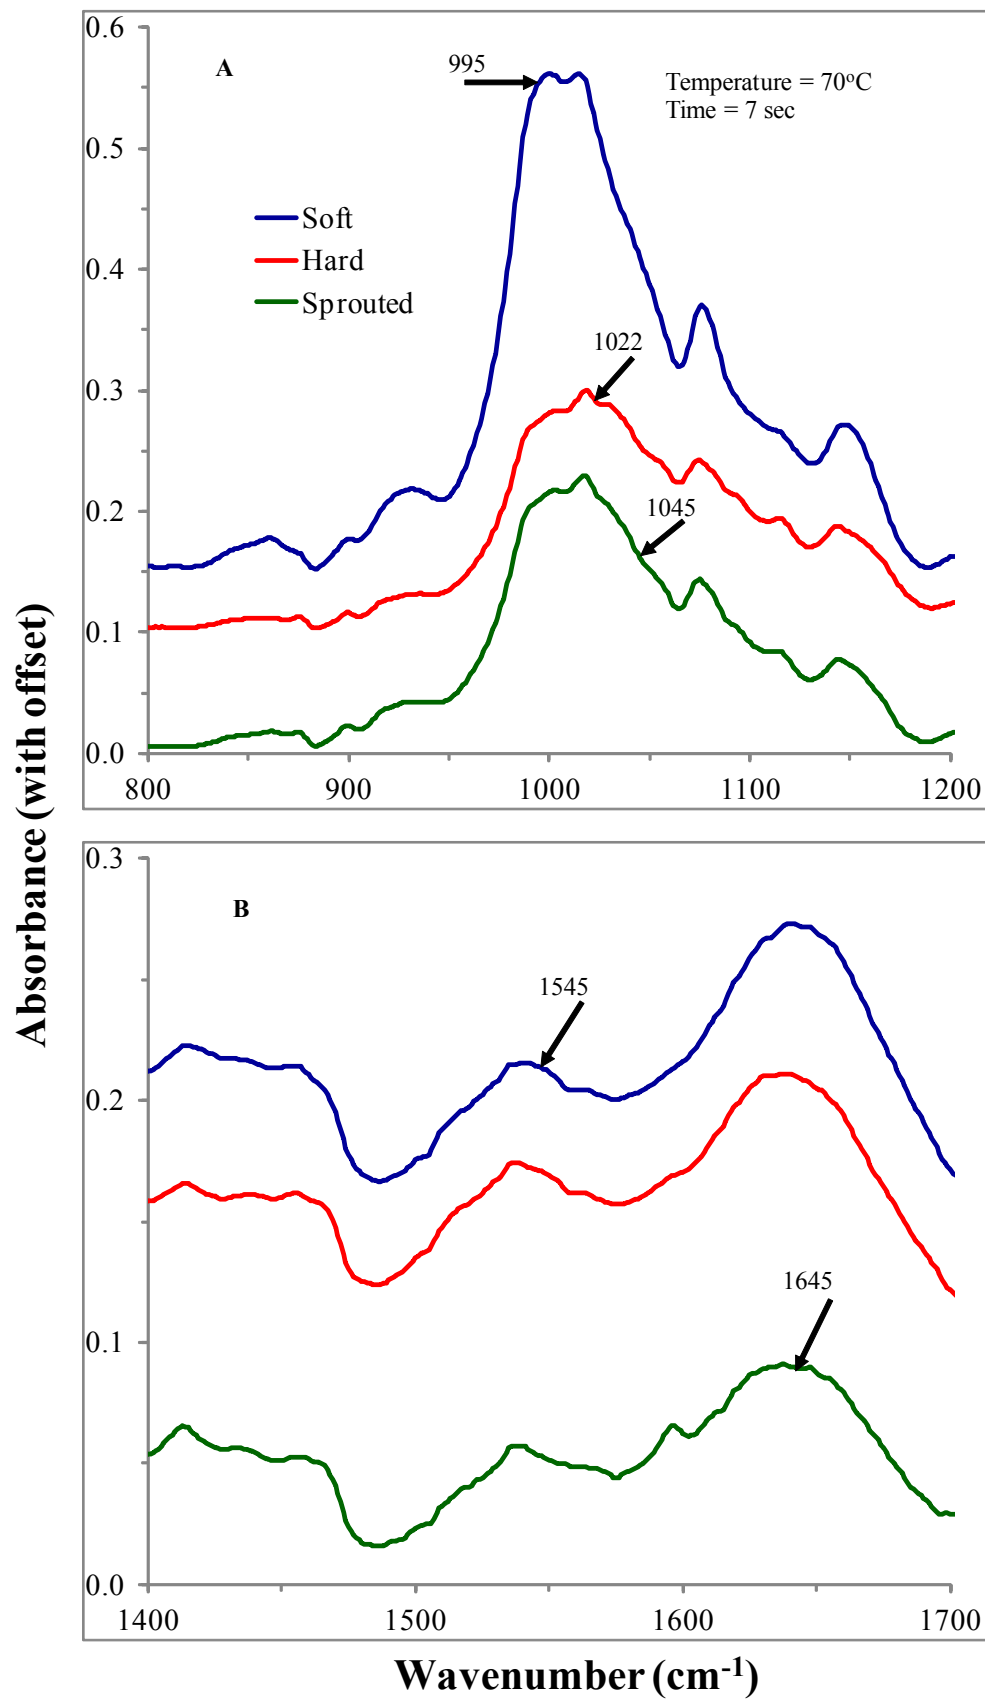 0.6
A
995
Temperature = 70°C
Time = 7 sec
0.5
Soft
0.4
Hard
Sprouted
1022
0.3
0.2
1045
0.1
0.0
800 900 1000 1100 1200
Absorbance (with offset)
0.3
B
1545
0.2
1645
0.1
0.0
1400 1500 1600 1700
Wavenumber (cm⁻¹)